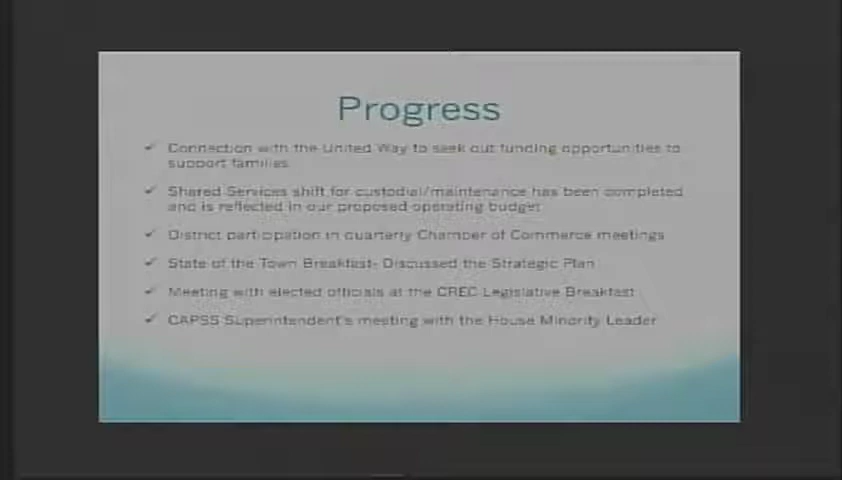 Progress
✓ Connection with the United Way to seek out funding opportunities to
support families
✓ Shared Services shift for custodial/maintenance has been completed
and is reflected in our proposed operating budget
✓ District participation in quarterly Chamber of Commerce meetings
✓ State of the Town Breakfast- Discussed the Strategic Plan
✓ Meeting with elected officials at the CREC Legislative Breakfast
✓ CAPSS Superintendent's meeting with the House Minority Leader